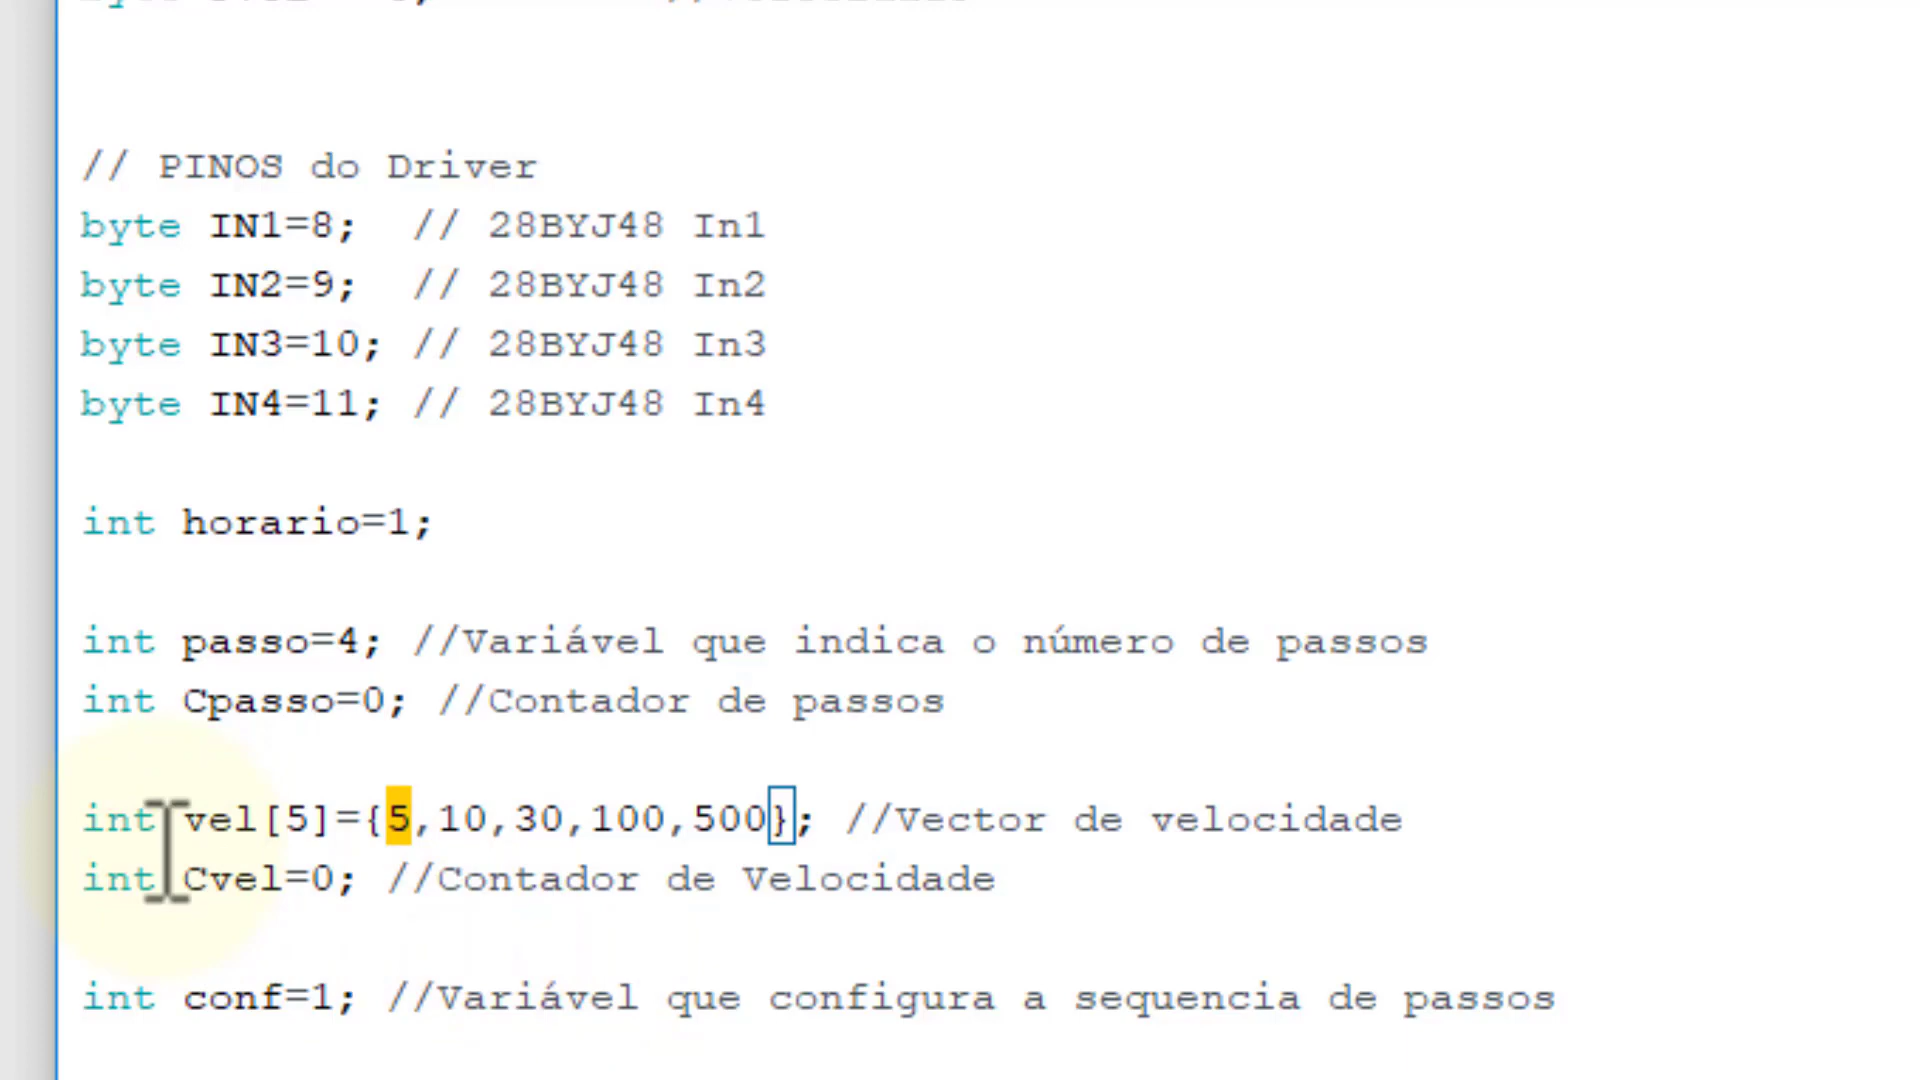 // PINOS do Driver
byte IN1=8;  // 28BYJ48 In1
byte IN2=9;  // 28BYJ48 In2
byte IN3=10; // 28BYJ48 In3
byte IN4=11; // 28BYJ48 In4
int horario=1;
int passo=4; //Variável que indica o número de passos
int Cpasso=0; //Contador de passos
int vel[5]={5,10,30,100,500}; //Vector de velocidade
int Cvel=0; //Contador de Velocidade
int conf=1; //Variável que configura a sequencia de passos